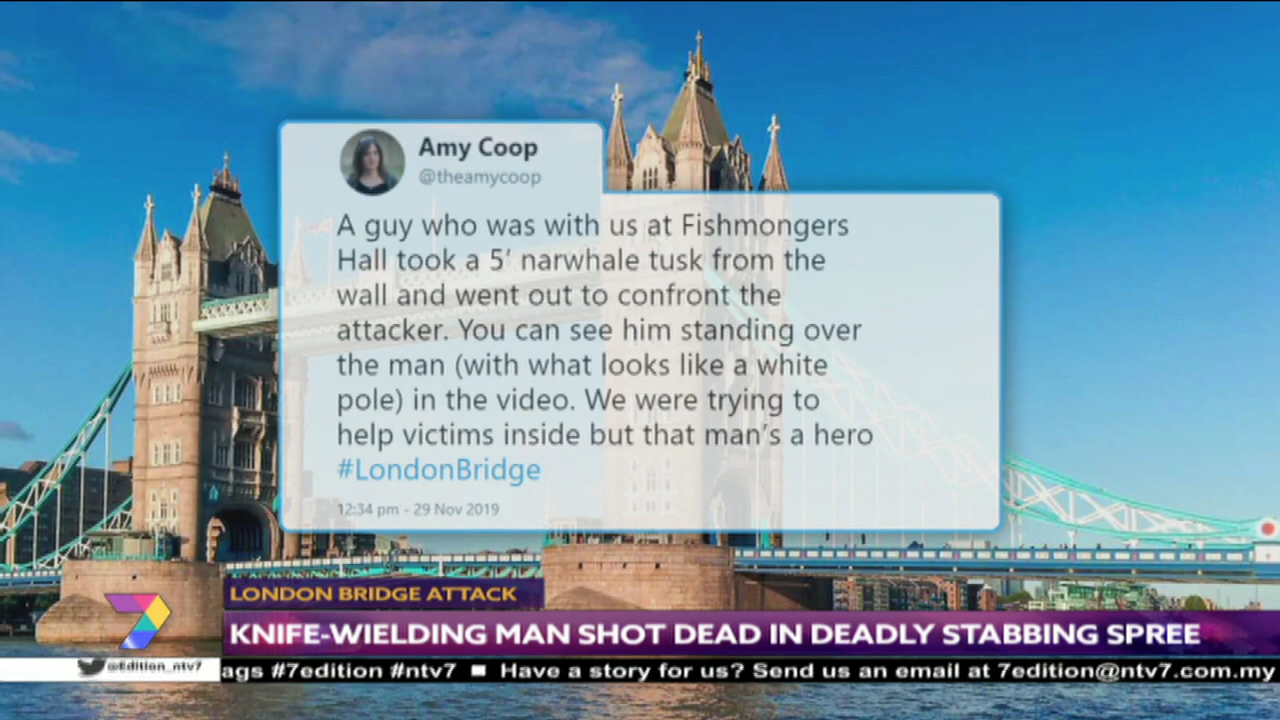 Amy Coop
@theamycoop
A guy who was with us at Fishmongers
Hall took a 5' narwhale tusk from the
wall and went out to confront the
attacker. You can see him standing over
the man (with what looks like a white
pole) in the video. We were trying to
help victims inside but that man's a hero
#LondonBridge
12:34 pm - 29 Nov 2019
LONDON BRIDGE ATTACK
7
KNIFE-WIELDING MAN SHOT DEAD IN DEADLY STABBING SPREE
@7edition_ntv7
ags #7edition #ntv7 ■ Have a story for us? Send us an email at 7edition@ntv7.com.my